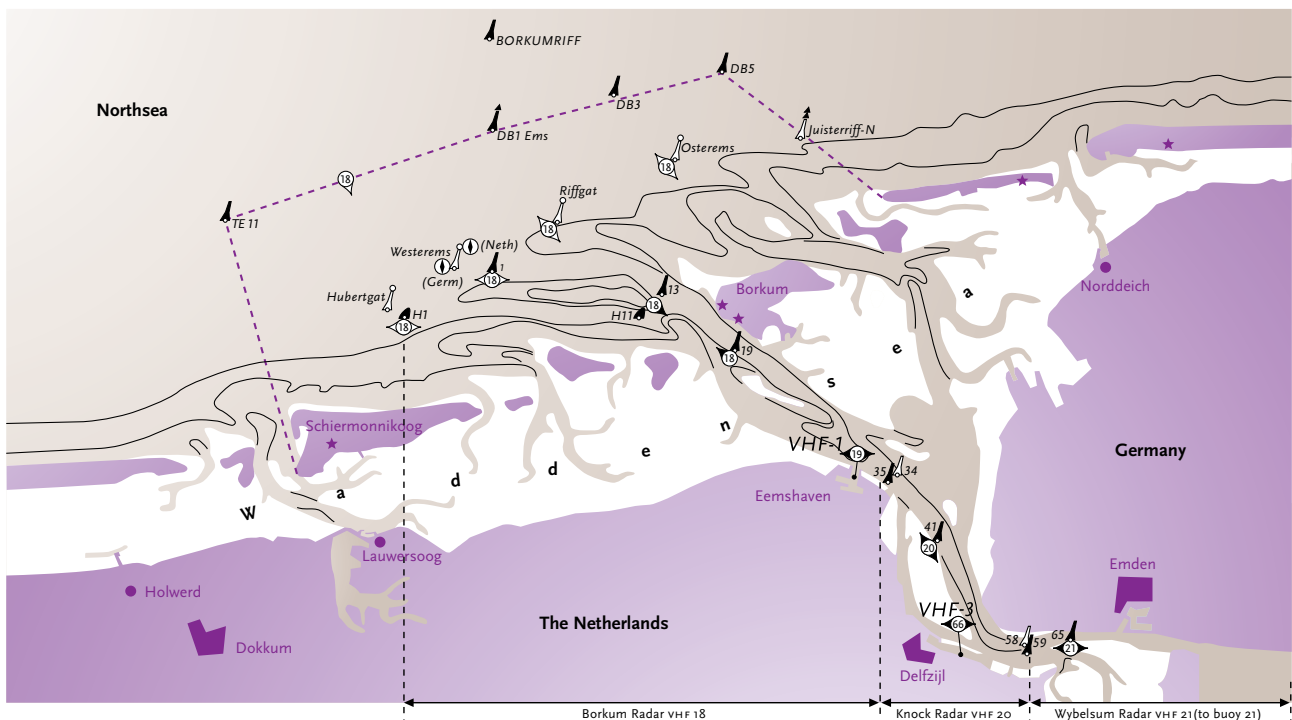 BORKUMRIFF
DB5
DB3
Northsea
DB1 Ems
Juisterriff-N
Osterems
18
18
Riffgat
TE 11
18
Westerems
(Neth)
(Germ)
1
18
Hubertgat
H1
18
13
18
H11
Borkum
19
18
Norddeich
a
e
s
n
e
d
d
a
W
Schiermonnikoog
VHF-1
19
35
34
Germany
Eemshaven
41
20
Lauwersoog
Holwerd
Dokkum
The Netherlands
Emden
VHF-3
66
58
59
65
21
Delfzijl
Borkum Radar VHF 18
Knock Radar VHF 20
Wybelsum Radar VHF 21(to buoy 21)